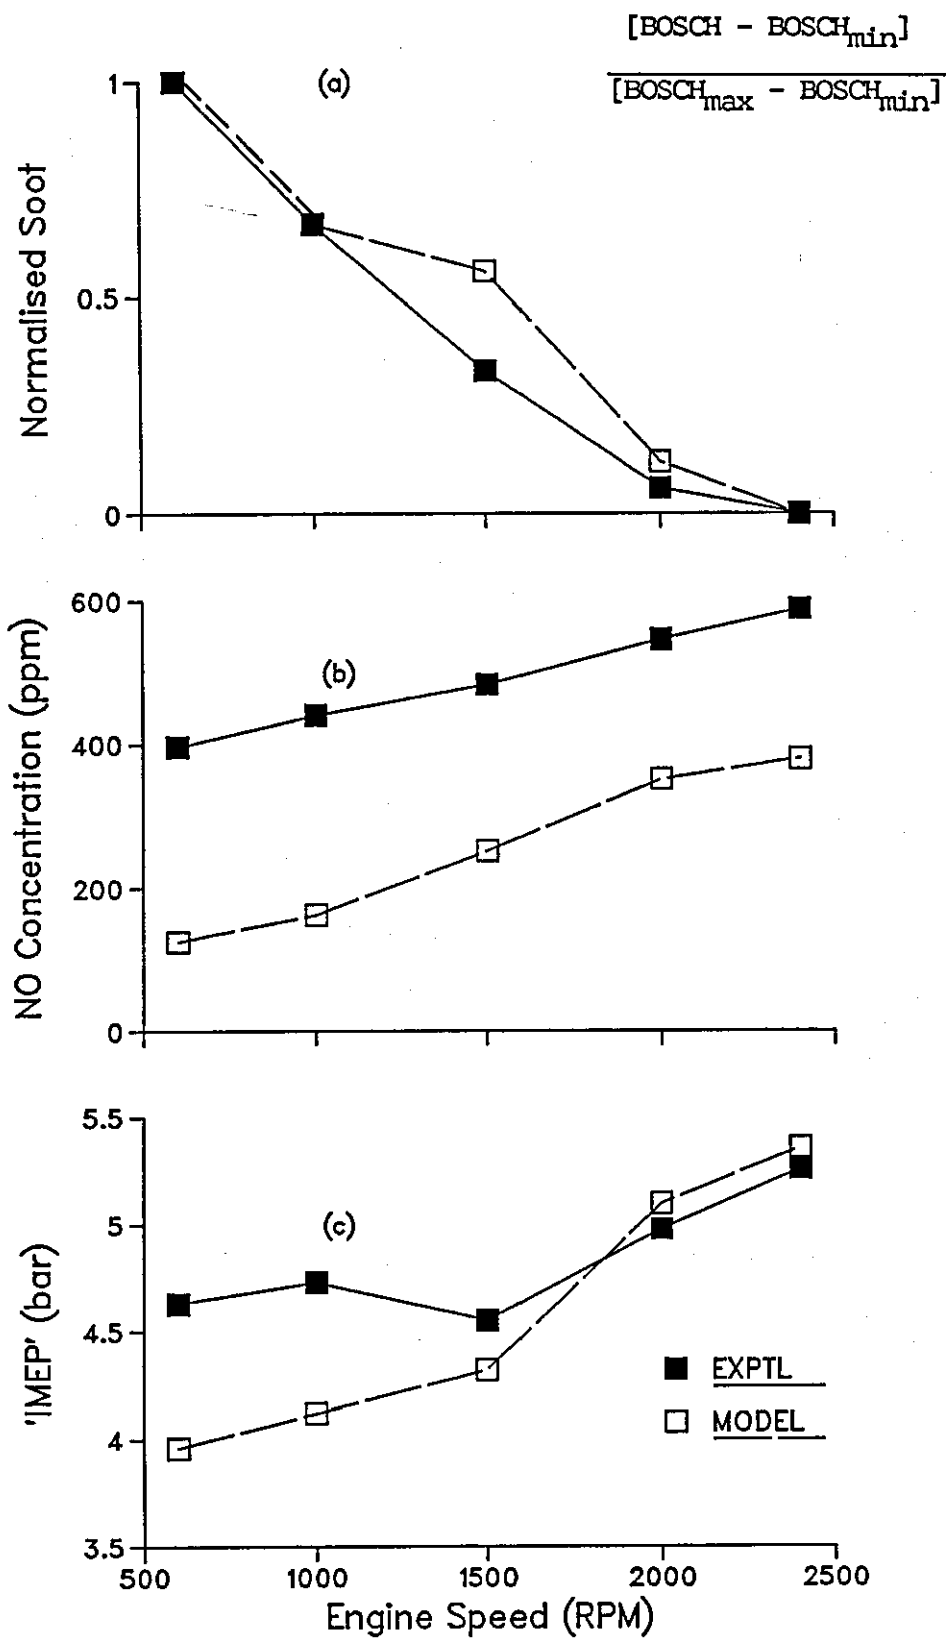 [BOSCH - BOSCHmin]
[BOSCHmax - BOSCHmin]
(a)
1
0.5
0
Normalised Soot
(b)
600
400
200
0
NO Concentration (ppm)
(c)
5.5
5
4.5
4
3.5
'IMEP' (bar)
EXPTL
MODEL
500 1000 1500 2000 2500
Engine Speed (RPM)